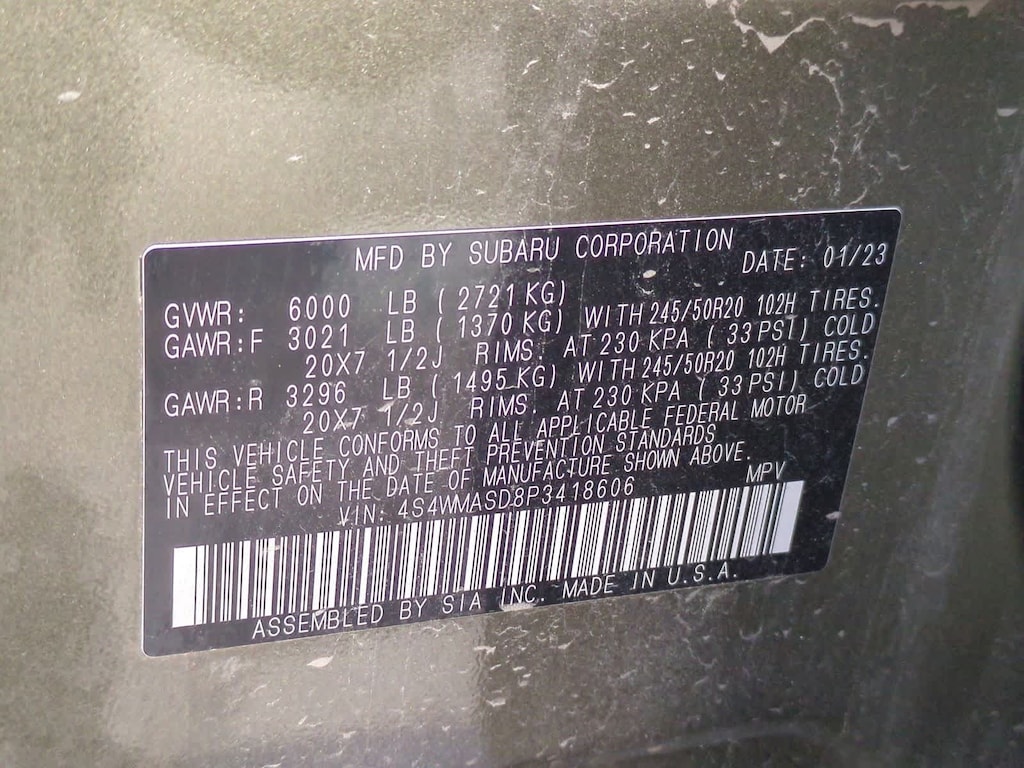 MFD BY SUBARU CORPORATION DATE: 01/23
GVWR: 6000 LB (2721 KG)
GAWR:F 3021 LB (1370 KG) WITH 245/50R20 102H TIRES.
20X7 1/2J RIMS. AT 230 KPA (33 PSI) COLD
GAWR:R 3296 LB (1495 KG) WITH 245/50R20 102H TIRES.
20X7 1/2J RIMS. AT 230 KPA (33 PSI) COLD
THIS VEHICLE CONFORMS TO ALL APPLICABLE FEDERAL MOTOR
VEHICLE SAFETY AND THEFT PREVENTION STANDARDS
IN EFFECT ON THE DATE OF MANUFACTURE SHOWN ABOVE.
VIN: 4S4WMASD8P3418606 MPV
ASSEMBLED BY SIA INC. MADE IN U.S.A.